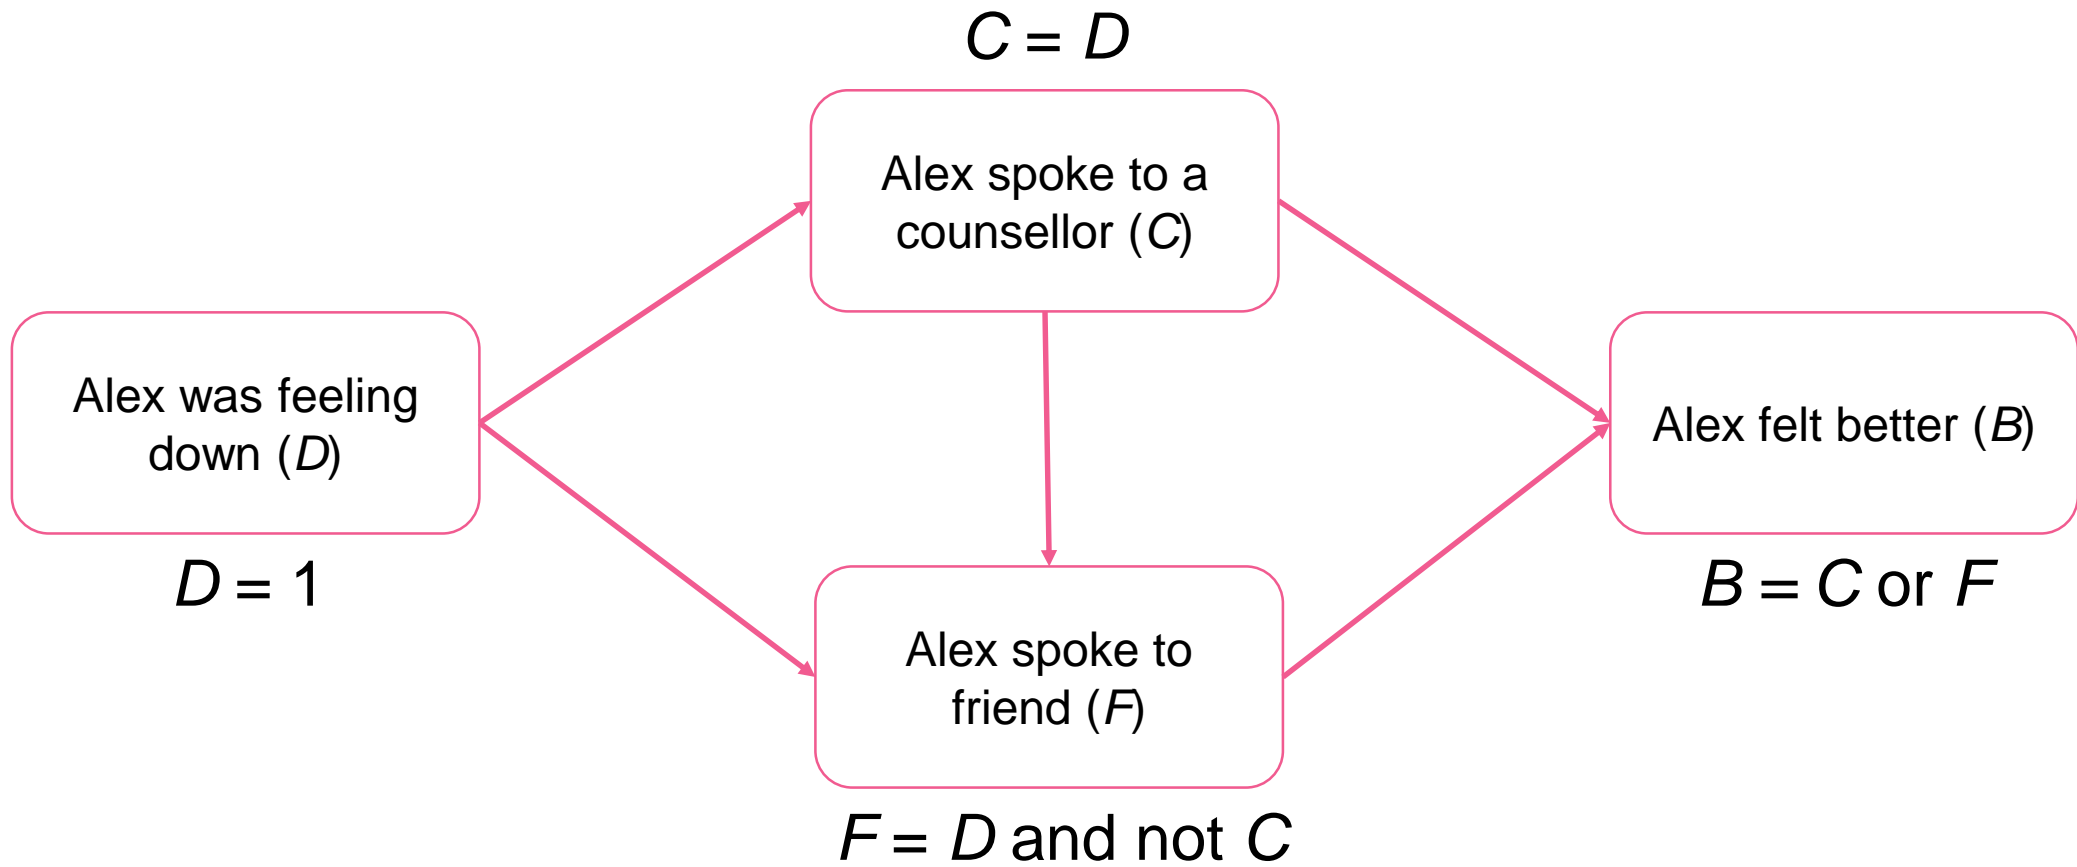 C = D
Alex spoke to a
counsellor (C)
Alex was feeling
down (D)
D = 1
Alex felt better (B)
B = C or F
Alex spoke to
friend (F)
F = D and not C